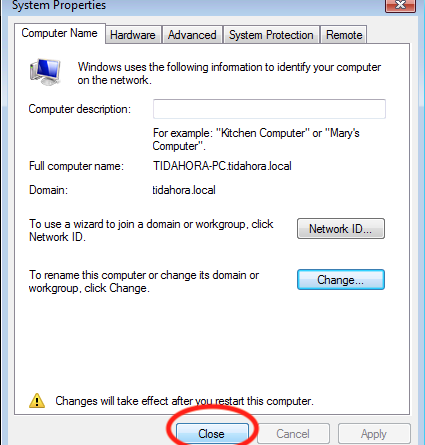 System Properties
Computer Name Hardware Advanced System Protection Remote
Windows uses the following information to identify your computer
on the network.
Computer description:
For example: "Kitchen Computer" or "Mary's
Computer".
Full computer name: TIDAHORA-PC.tidahora.local
Domain: tidahora.local
To use a wizard to join a domain or workgroup, click
Network ID.
Network ID...
To rename this computer or change its domain or
workgroup, click Change.
Change...
Changes will take effect after you restart this computer.
Close Cancel Apply